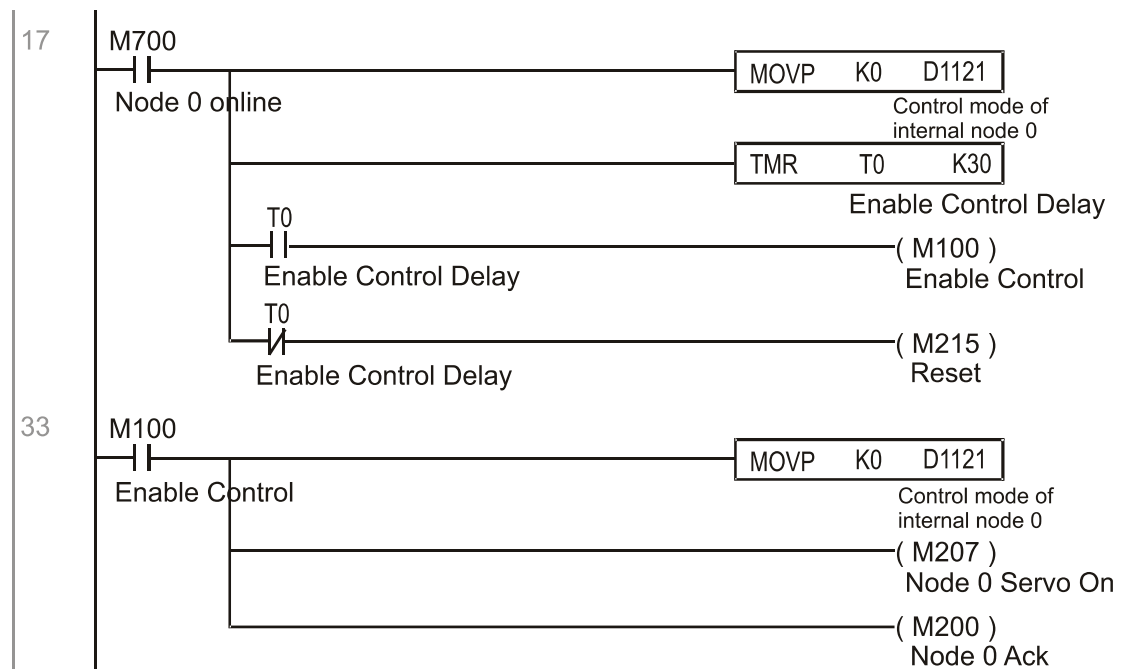 17
M700
MOVP K0 D1121
Node 0 online
Control mode of
internal node 0
TMR T0 K30
Enable Control Delay
T0
( M100 )
Enable Control Delay
Enable Control
T0
( M215 )
Enable Control Delay
Reset
33
M100
MOVP K0 D1121
Enable Control
Control mode of
internal node 0
( M207 )
Node 0 Servo On
( M200 )
Node 0 Ack